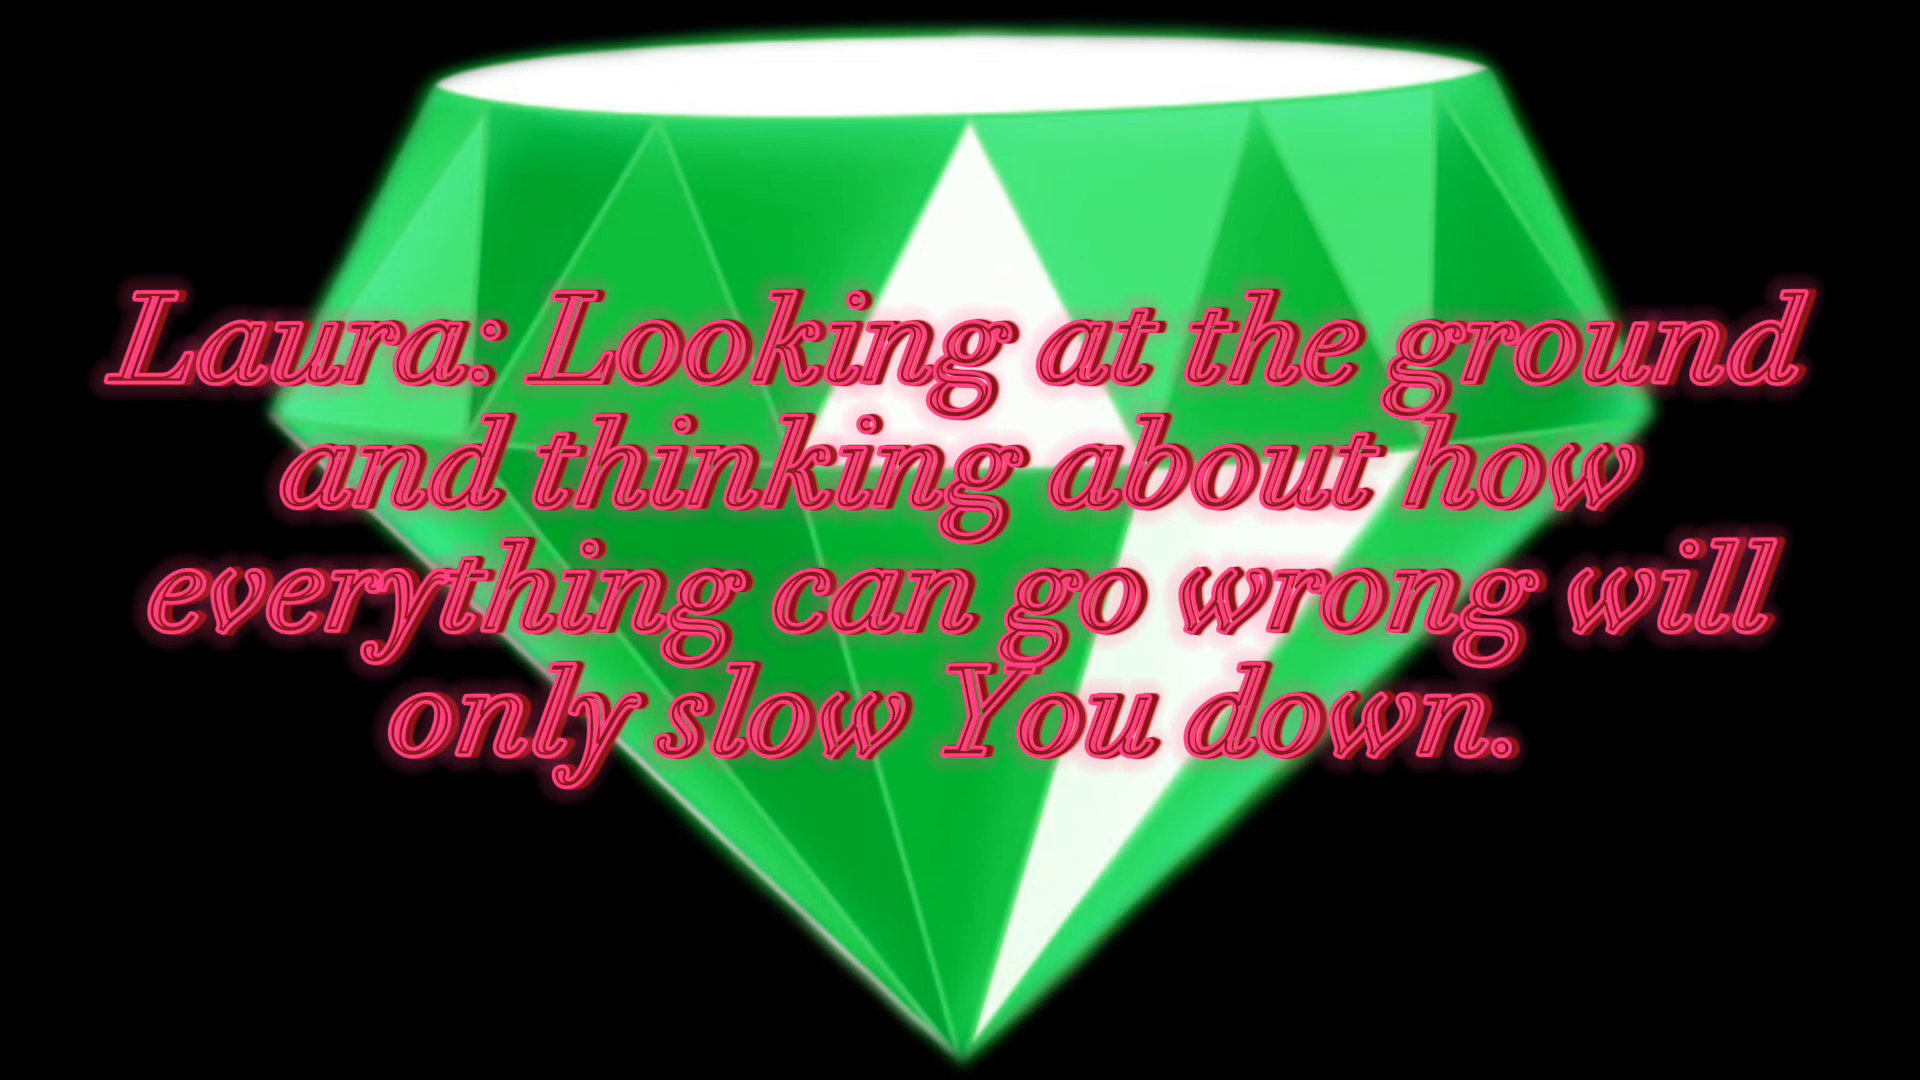 Laura: Looking at the ground
and thinking about how
everything can go wrong will
only slow You down.